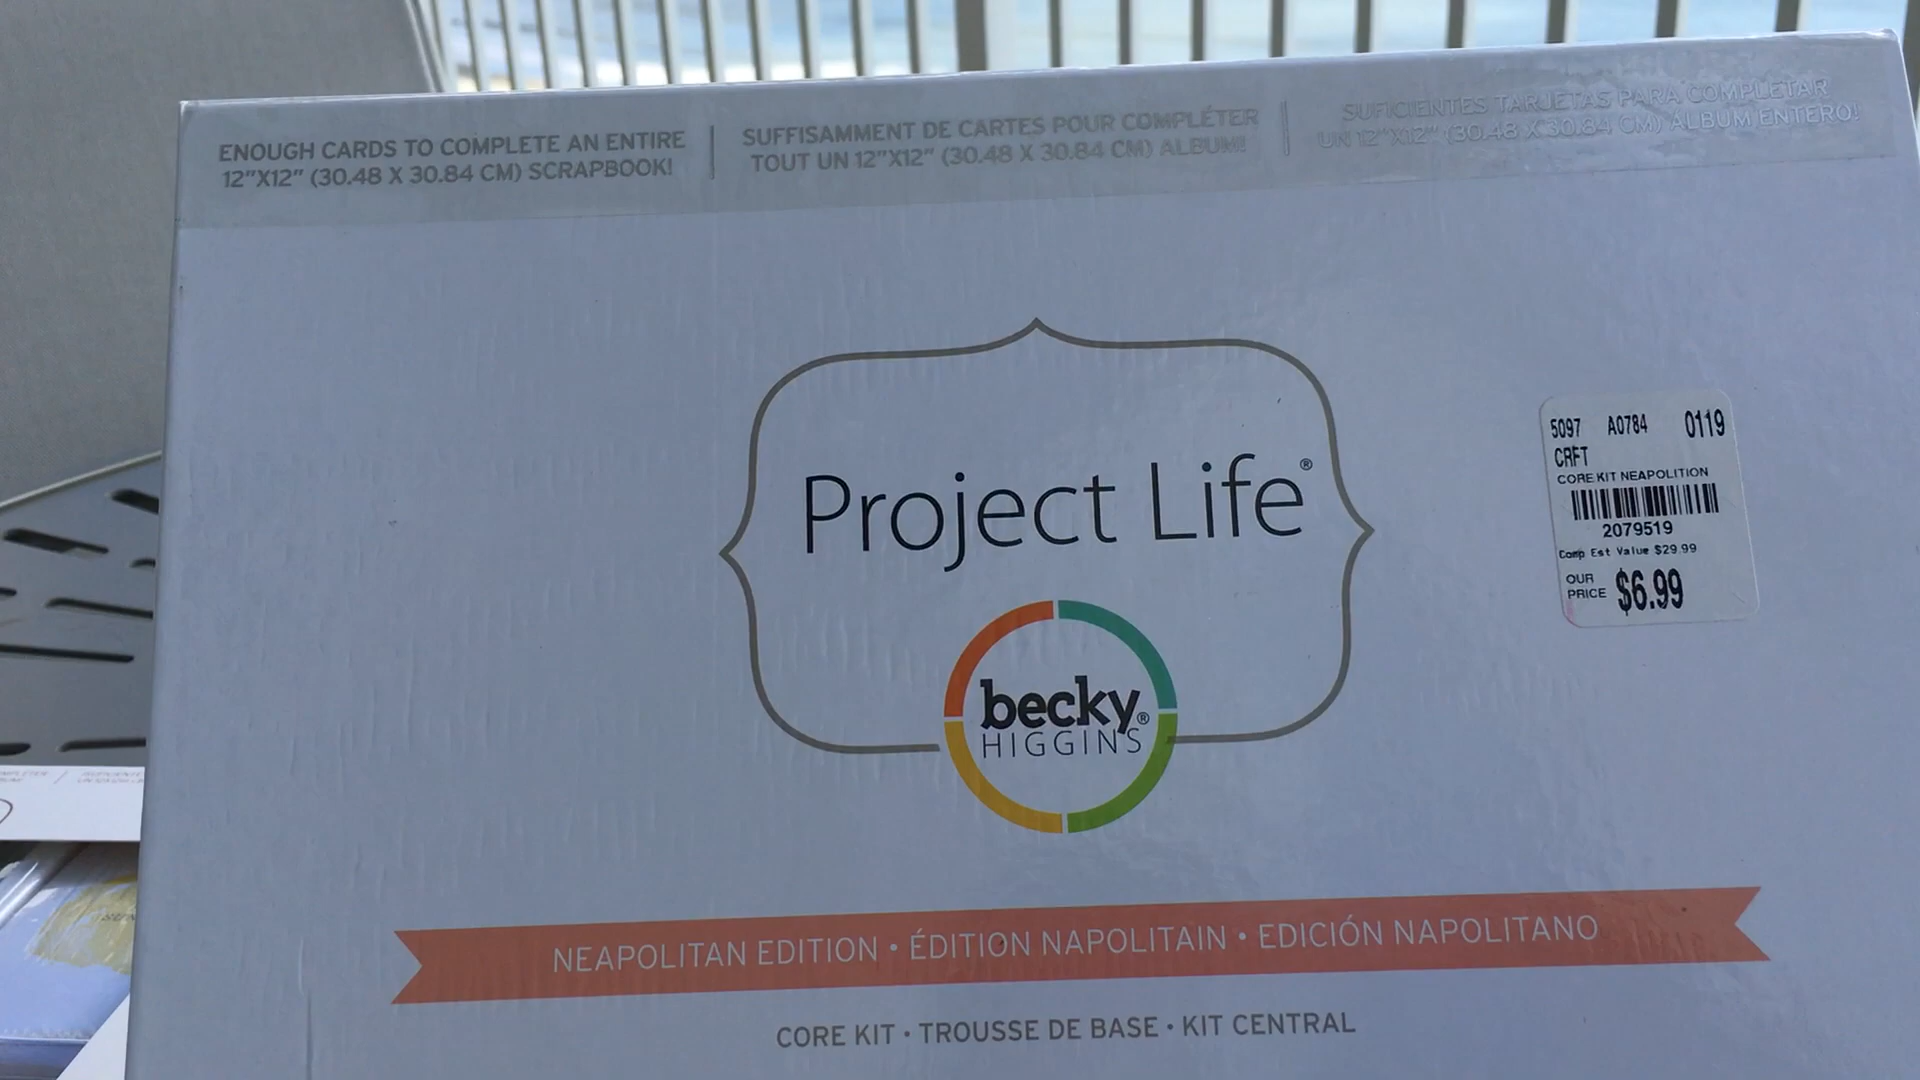 ENOUGH CARDS TO COMPLETE AN ENTIRE
12"X12" (30.48 X 30.84 CM) SCRAPBOOK!
SUFFISAMMENT DE CARTES POUR COMPLÉTER
TOUT UN 12"X12" (30.48 X 30.84 CM) ALBUM!
SUFICIENTES TARJETAS PARA COMPLETAR
UN 12"X12" (30.48 X 30.84 CM) ÁLBUM ENTERO!
Project Life®
becky®
HIGGINS
5097 A0784 0119
CRFT
CORE KIT NEAPOLITION
2079519
Comp Est Value $29.99
OUR
PRICE $6.99
NEAPOLITAN EDITION • ÉDITION NAPOLITAIN • EDICIÓN NAPOLITANO
CORE KIT • TROUSSE DE BASE • KIT CENTRAL